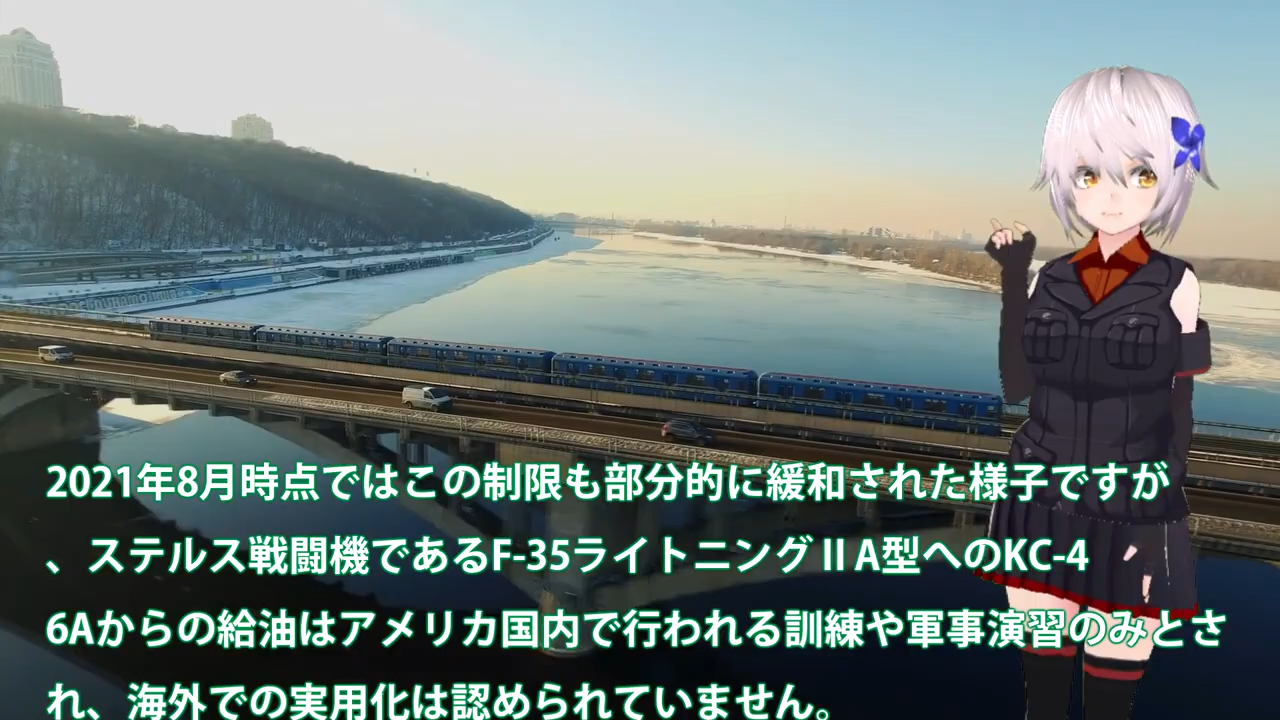 2021年8月時点ではこの制限も部分的に緩和された様子ですが
、ステルス戦闘機であるF-35ライトニングⅡA型へのKC-4
6Aからの給油はアメリカ国内で行われる訓練や軍事演習のみとさ
れ、海外での実用化は認められていません。